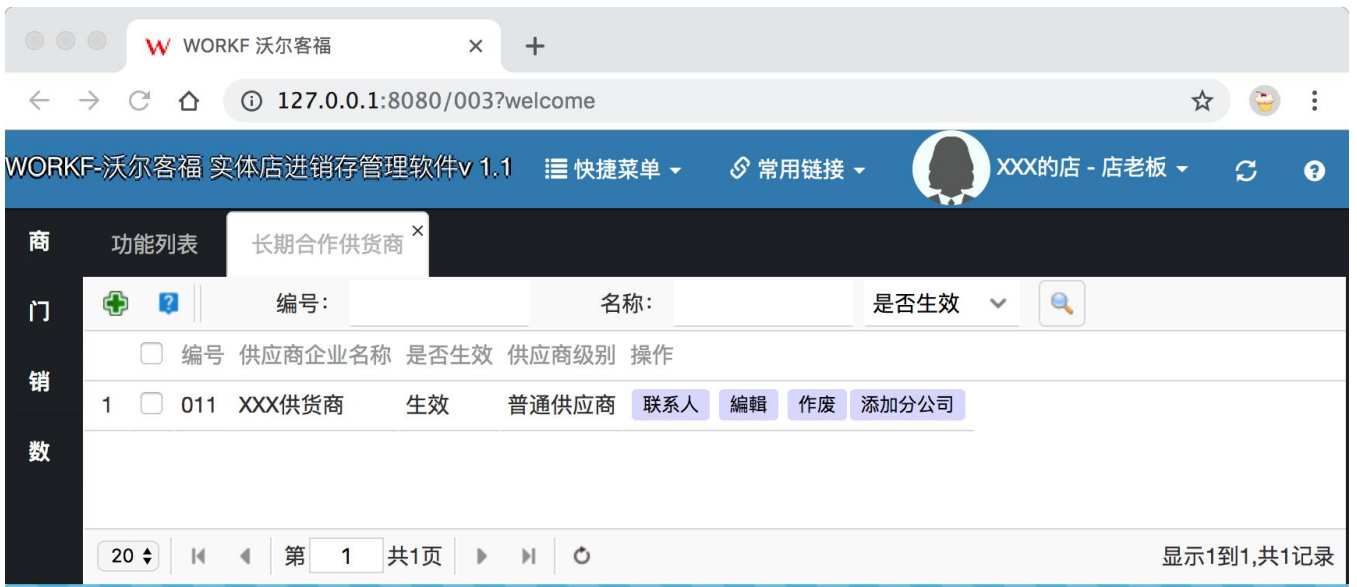 WORKF 沃尔客福
127.0.0.1:8080/003?welcome
WORKF-沃尔客福 实体店进销存管理软件v 1.1 快捷菜单 常用链接 XXX的店 - 店老板
商 功能列表 长期合作供货商
门 编号： 名称： 是否生效
编号 供应商企业名称 是否生效 供应商级别 操作
销
1 011 XXX供货商 生效 普通供应商 联系人 編輯 作废 添加分公司
数
20 第 1 共1页 显示1到1,共1记录